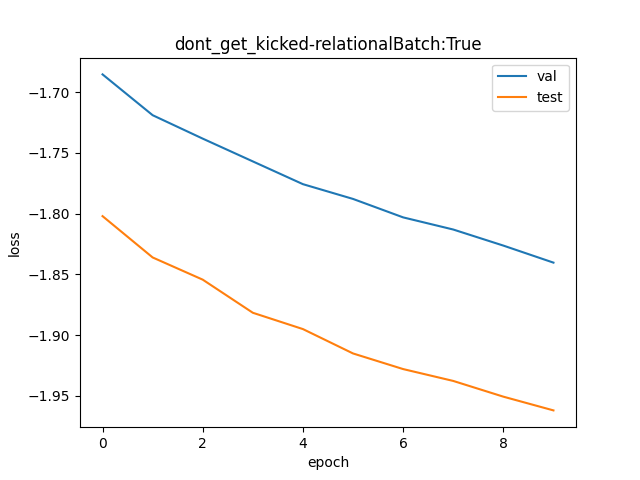 dont_get_kicked-relationalBatch:True
val
test
−1.70
−1.75
−1.80
−1.85
−1.90
−1.95
loss
0
2
4
6
8
epoch